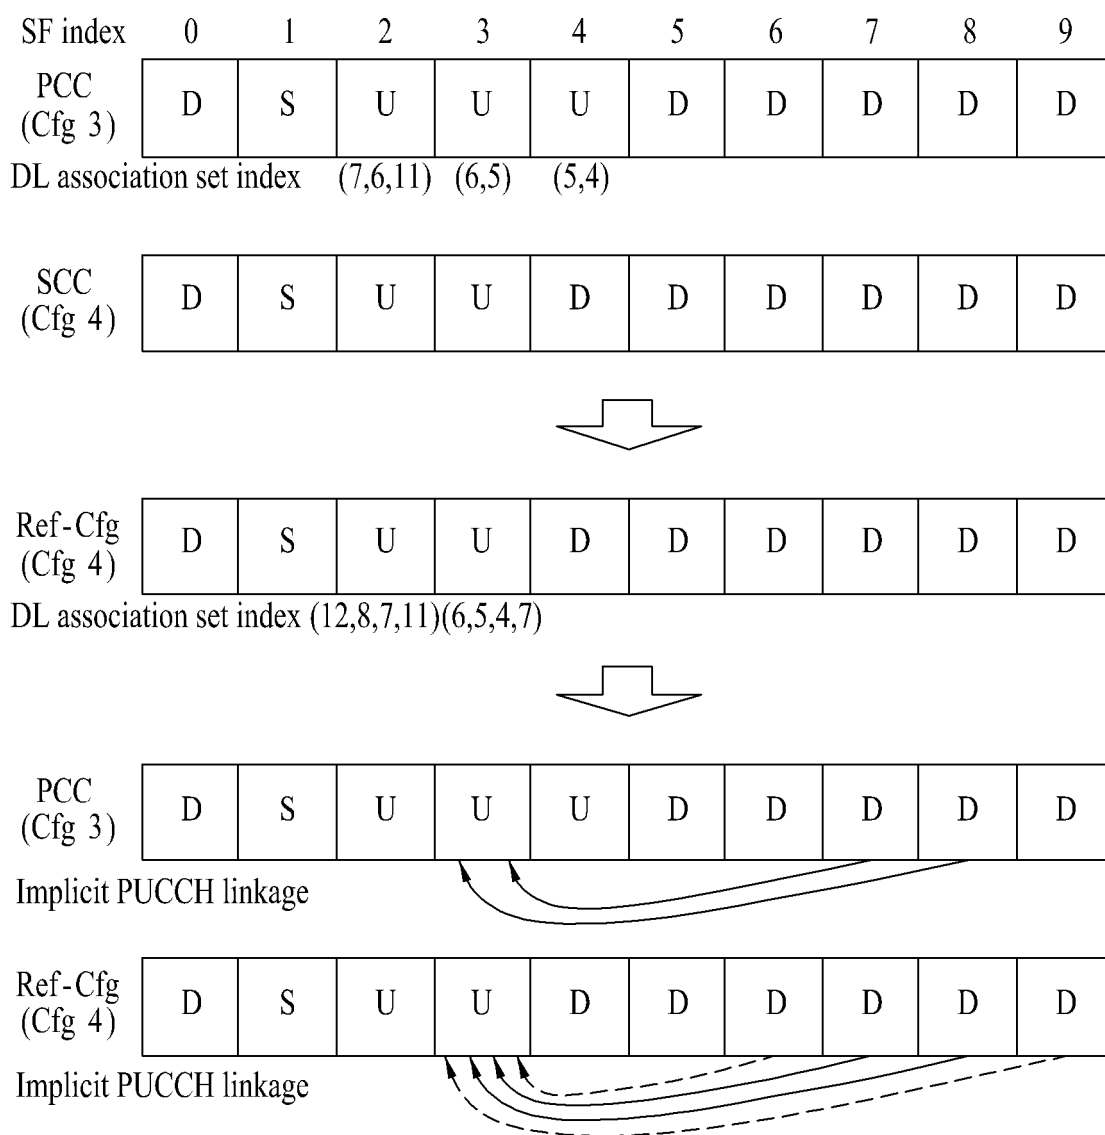 SF index 0 1 2 3 4 5 6 7 8 9
PCC
(Cfg 3)
D S U U U D D D D D
DL association set index (7,6,11) (6,5) (5,4)
SCC
(Cfg 4)
D S U U D D D D D D
Ref-Cfg
(Cfg 4)
D S U U D D D D D D
DL association set index (12,8,7,11)(6,5,4,7)
PCC
(Cfg 3)
D S U U U D D D D D
Implicit PUCCH linkage
Ref-Cfg
(Cfg 4)
D S U U D D D D D D
Implicit PUCCH linkage